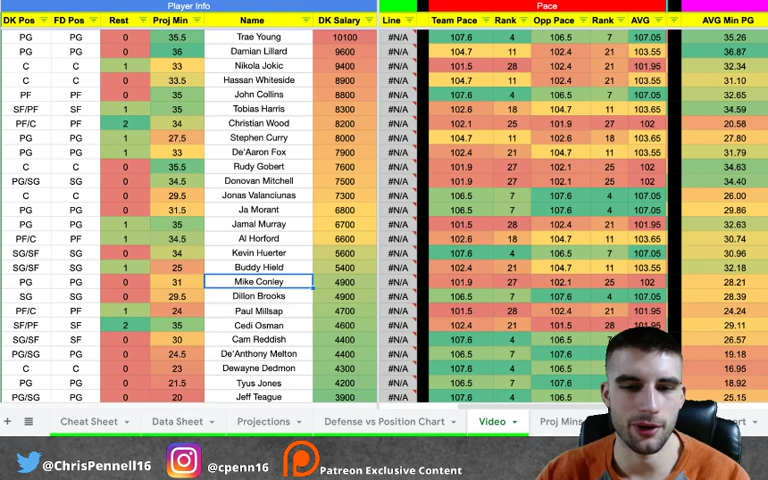 Player Info Pace
DK Pos FD Pos Rest Proj Min Name DK Salary Line Team Pace Rank Opp Pace Rank AVG AVG Min PG
PG PG 0 35.5 Trae Young 10100 #N/A 107.6 4 106.5 7 107.05 35.26
PG PG 0 36 Damian Lillard 9600 #N/A 104.7 11 102.4 21 103.55 36.87
C C 1 33 Nikola Jokic 9400 #N/A 101.5 28 102.4 21 101.95 32.34
C C 0 33.5 Hassan Whiteside 8900 #N/A 104.7 11 102.4 21 103.55 31.10
PF PF 0 35 John Collins 8800 #N/A 107.6 4 106.5 7 107.05 32.65
SF/PF SF 1 35 Tobias Harris 8300 #N/A 102.6 18 104.7 11 103.65 34.59
PF/C PF 2 34 Christian Wood 8200 #N/A 102.1 25 101.9 27 102 20.58
PG PG 1 27.5 Stephen Curry 8000 #N/A 104.7 11 102.6 18 103.65 27.80
PG PG 1 33 De'Aaron Fox 7900 #N/A 102.4 21 104.7 11 103.55 31.79
C C 0 35.5 Rudy Gobert 7600 #N/A 101.9 27 102.1 25 102 34.63
PG/SG SG 0 34.5 Donovan Mitchell 7500 #N/A 101.9 27 102.1 25 102 34.40
C C 0 29.5 Jonas Valanciunas 7300 #N/A 106.5 7 107.6 4 107.05 26.00
PG PG 0 31.5 Ja Morant 6800 #N/A 106.5 7 107.6 4 107.05 29.86
PG PG 1 35 Jamal Murray 6700 #N/A 101.5 28 102.4 21 101.95 32.63
PF/C PF 1 34.5 Al Horford 6600 #N/A 102.6 18 104.7 11 103.65 30.74
SG/SF SF 0 34 Kevin Huerter 5600 #N/A 107.6 4 106.5 7 107.05 30.96
SG/SF SG 1 25 Buddy Hield 5400 #N/A 102.4 21 104.7 11 103.55 32.18
PG PG 0 31 Mike Conley 4900 #N/A 101.9 27 102.1 25 102 28.21
SG SG 0 29.5 Dillon Brooks 4900 #N/A 106.5 7 107.6 4 107.05 28.39
PF/C PF 1 24 Paul Millsap 4700 #N/A 101.5 28 102.4 21 101.95 24.24
SF/PF SF 2 35 Cedi Osman 4600 #N/A 102.4 21 101.5 28 101.95 29.11
SG/SF SF 0 30 Cam Reddish 4400 #N/A 107.6 4 106.5 7 26.57
PG/SG PG 0 24.5 De'Anthony Melton 4400 #N/A 106.5 7 107.6 19.18
C C 0 23 Dewayne Dedmon 4300 #N/A 107.6 4 106.5 16.95
PG PG 0 21.5 Tyus Jones 4200 #N/A 106.5 7 107.6 18.92
PG/SG PG 0 20 Jeff Teague 3900 #N/A 107.6 4 106.5 25.15
Cheat Sheet Data Sheet Projections Defense vs Position Chart Video Proj Mins
@ChrisPennell16 @cpenn16 Patreon Exclusive Content